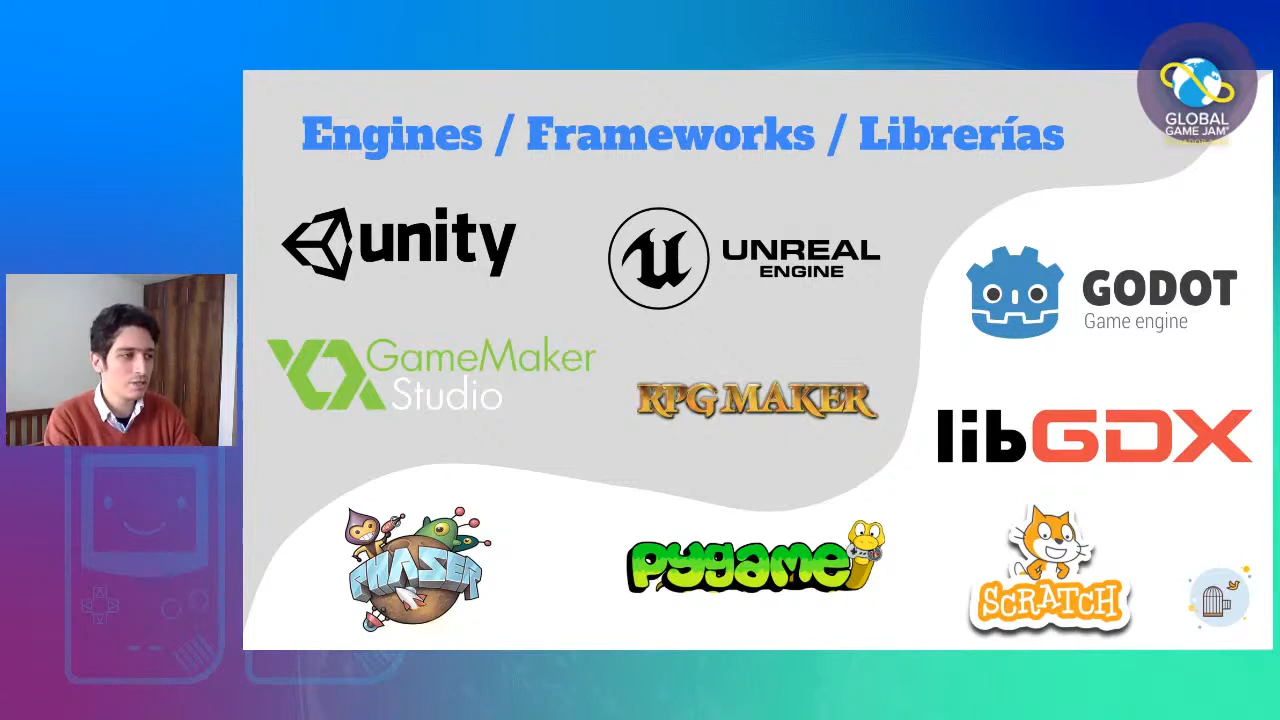 Engines / Frameworks / Librerías
GLOBAL
GAME JAM
unity
UNREAL
ENGINE
GODOT
Game engine
GameMaker
Studio
RPG MAKER
libGDX
PHASER
pygame
SCRATCH